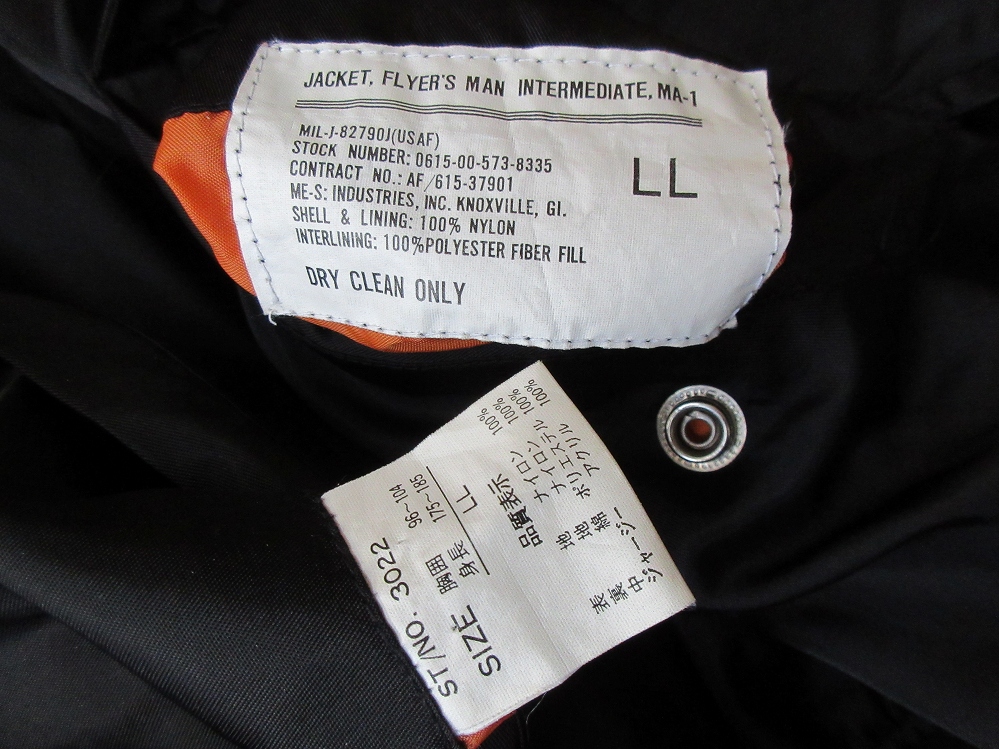 JACKET, FLYER'S MAN INTERMEDIATE, MA-1
MIL-J-82790J(USAF)
STOCK NUMBER: 0615-00-573-8335
CONTRACT NO.: AF/615-37901
ME-S: INDUSTRIES, INC. KNOXVILLE, GI.
SHELL & LINING: 100% NYLON
INTERLINING: 100%POLYESTER FIBER FILL
DRY CLEAN ONLY
LL
ST/NO. 3022
SIZE 胸囲 96~104
身長 175~185
LL
品質表示
表 地 ナイロン 100%
裏 地 ナイロン 100%
中 綿 ポリエステル 100%
ジャージー アクリル 100%